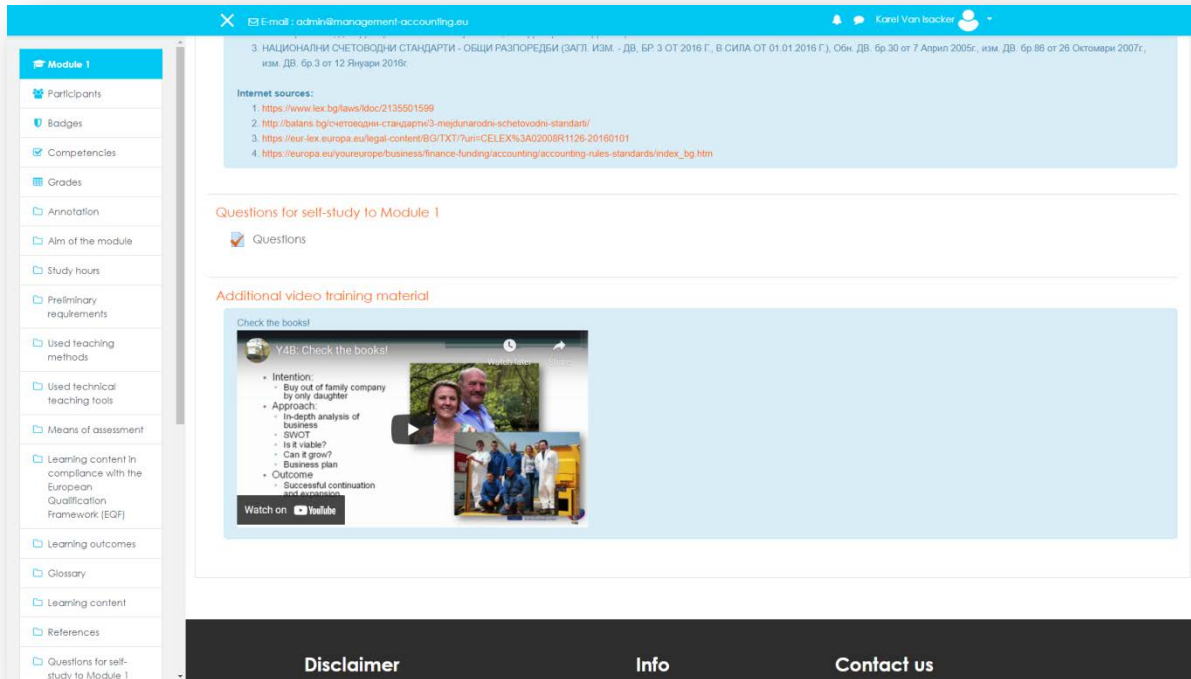 E-mail : admin@management-accounting.eu
Karel Van Isacker
Module 1
Participants
Badges
Competencies
Grades
Annotation
Aim of the module
Study hours
Preliminary
requirements
Used teaching
methods
Used technical
teaching tools
Means of assessment
Learning content in
compliance with the
European
Qualification
Framework (EQF)
Learning outcomes
Glossary
Learning content
References
Questions for self-
study to Module 1
3. НАЦИОНАЛНИ СЧЕТОВОДНИ СТАНДАРТИ - ОБЩИ РАЗПОРЕДБИ (ЗАГЛ. ИЗМ. - ДВ, БР. 3 ОТ 2016 Г., В СИЛА ОТ 01.01.2016 Г.), Обн. ДВ. бр.30 от 7 Април 2005г., изм. ДВ. бр.86 от 26 Октомври 2007г.,
изм. ДВ. бр.3 от 12 Януари 2016г.
Internet sources:
1. https://www.lex.bg/laws/ldoc/2135501599
2. http://balans.bg/счетоводни-стандарти/3-mejdunarodni-schetovodni-standarti/
3. https://eur-lex.europa.eu/legal-content/BG/TXT/?uri=CELEX%3A02008R1126-20160101
4. https://europa.eu/youreurope/business/finance-funding/accounting/accounting-rules-standards/index_bg.htm
Questions for self-study to Module 1
Questions
Additional video training material
Check the books!
Y4B: Check the books!
Watch later
Share
• Intention:
◦ Buy out of family company
by only daughter
• Approach:
◦ In-depth analysis of
business
◦ SWOT
◦ Is it viable?
◦ Can it grow?
◦ Business plan
• Outcome
◦ Successful continuation
and expansion
Watch on YouTube
Disclaimer
Info
Contact us